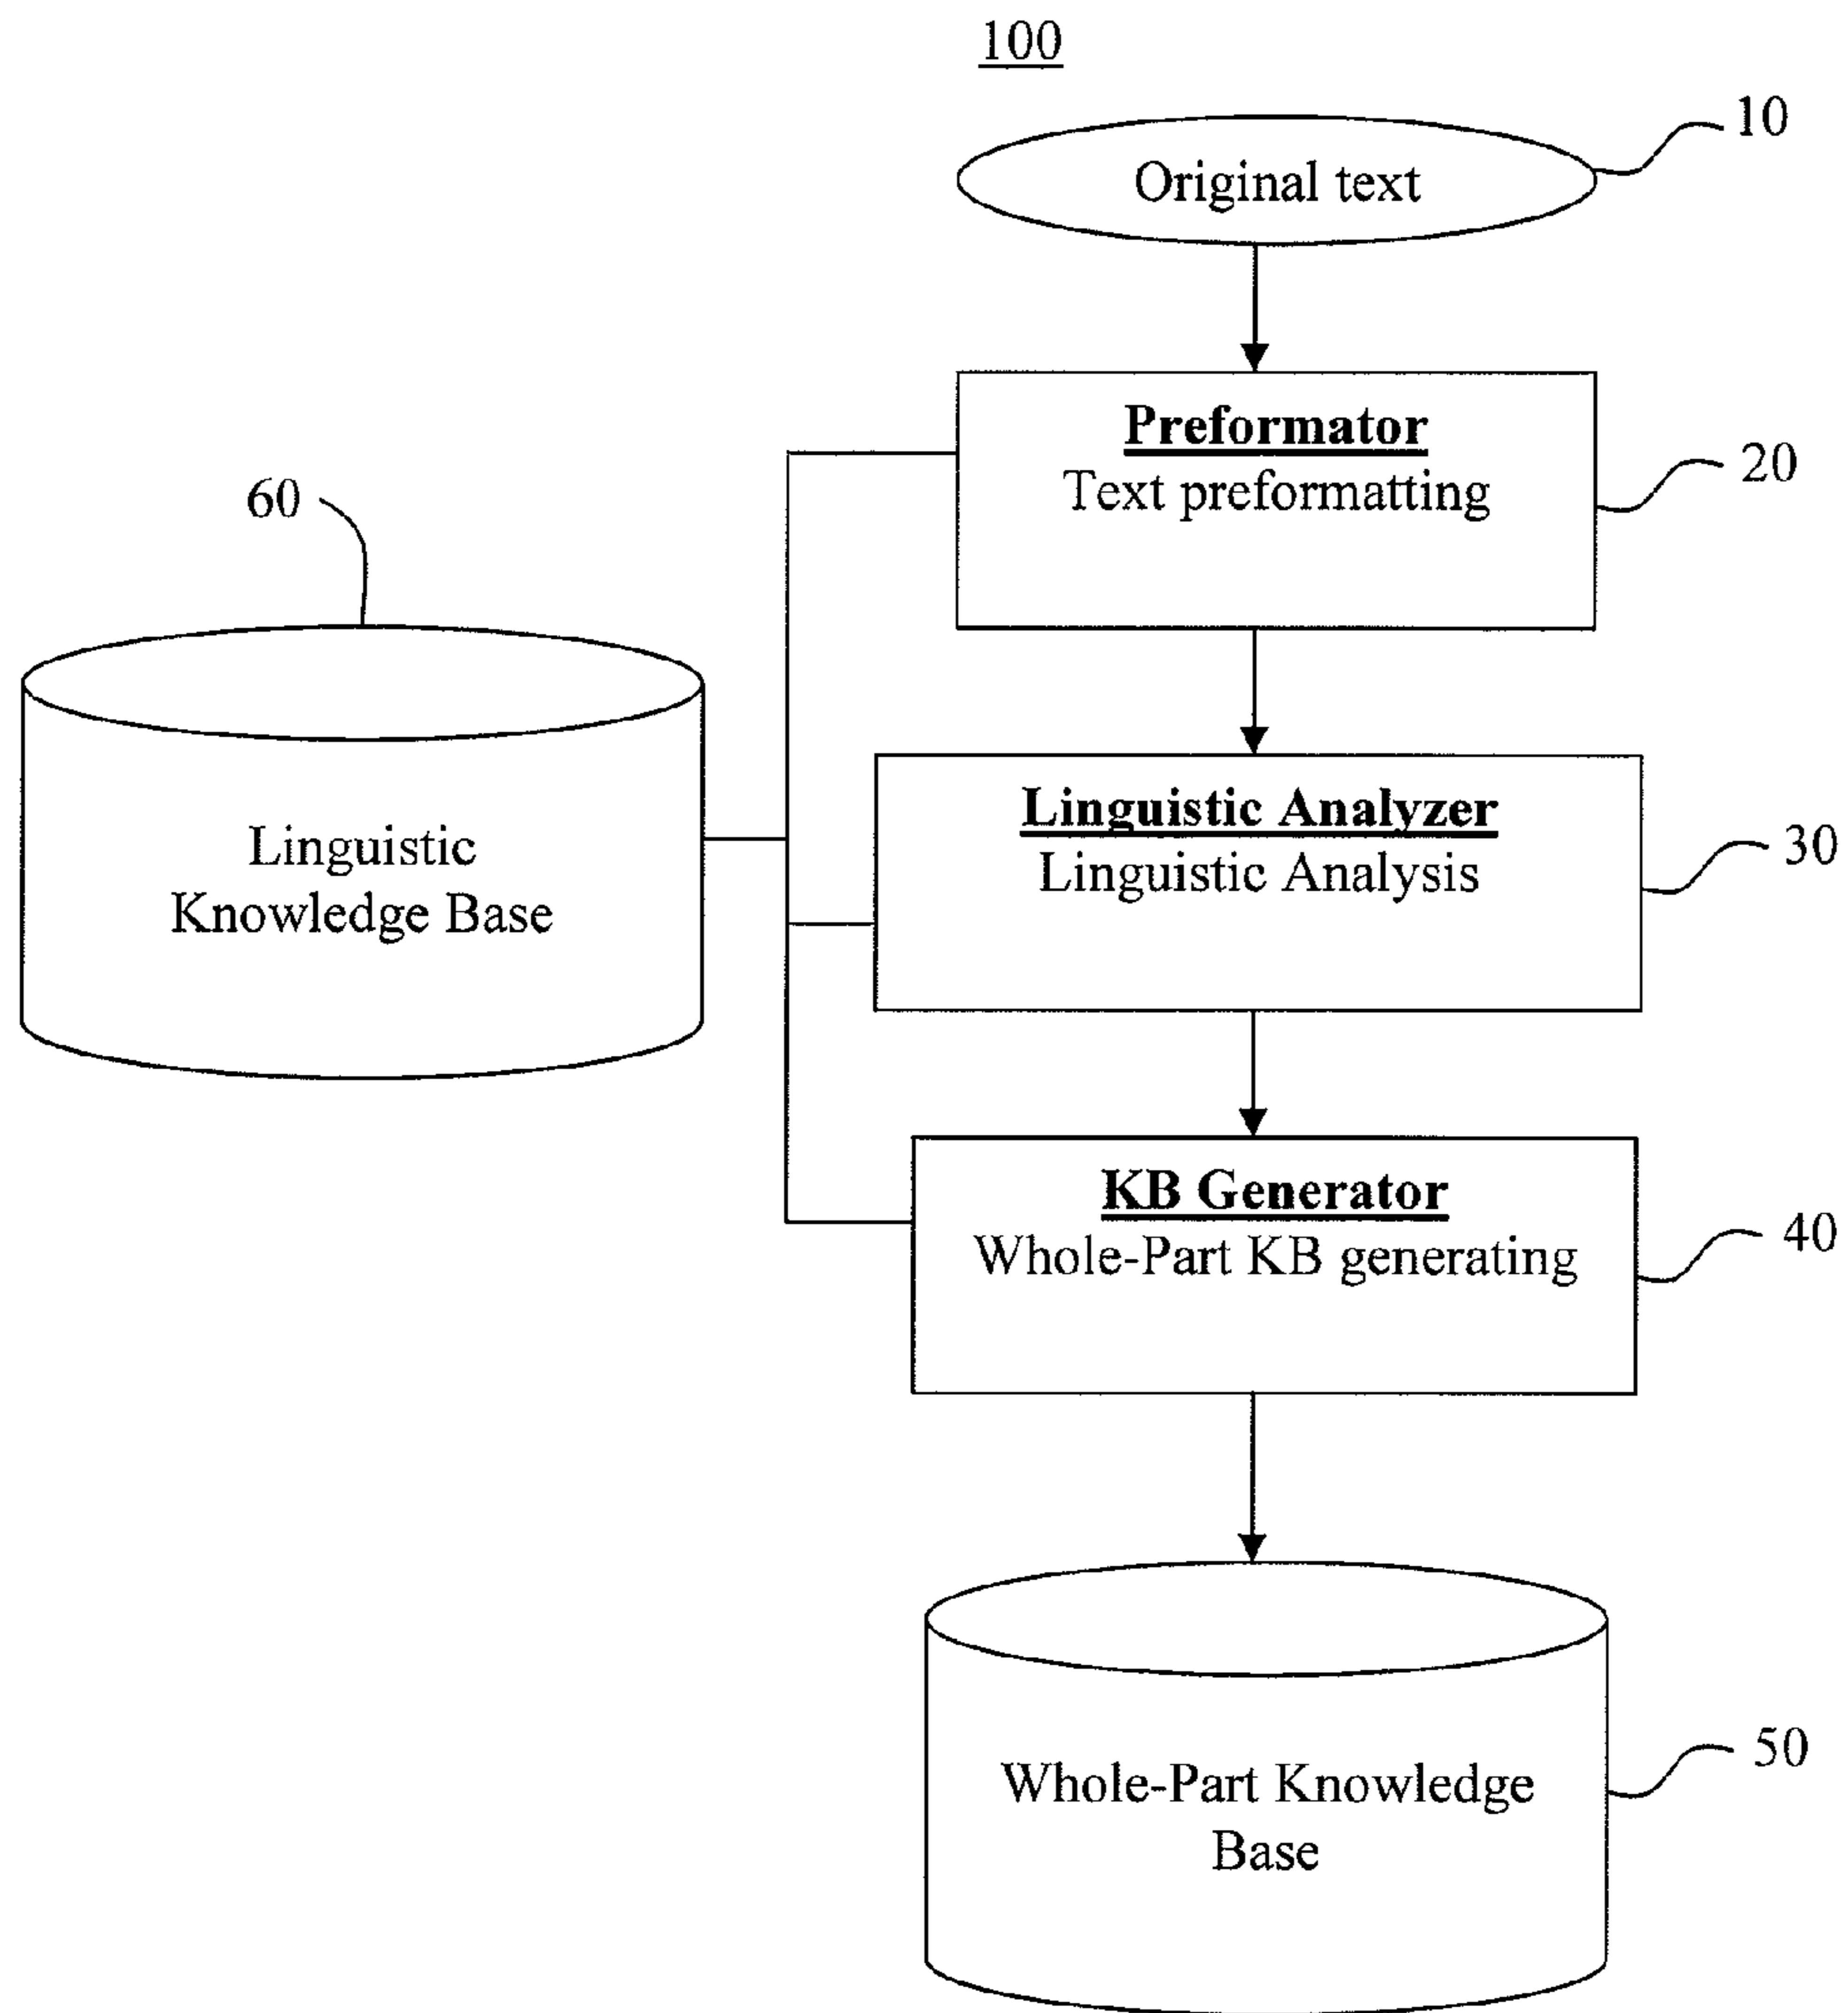 100
10
Original text
Preformator
Text preformatting
20
60
Linguistic
Knowledge Base
Linguistic Analyzer
Linguistic Analysis
30
KB Generator
Whole-Part KB generating
40
Whole-Part Knowledge
Base
50